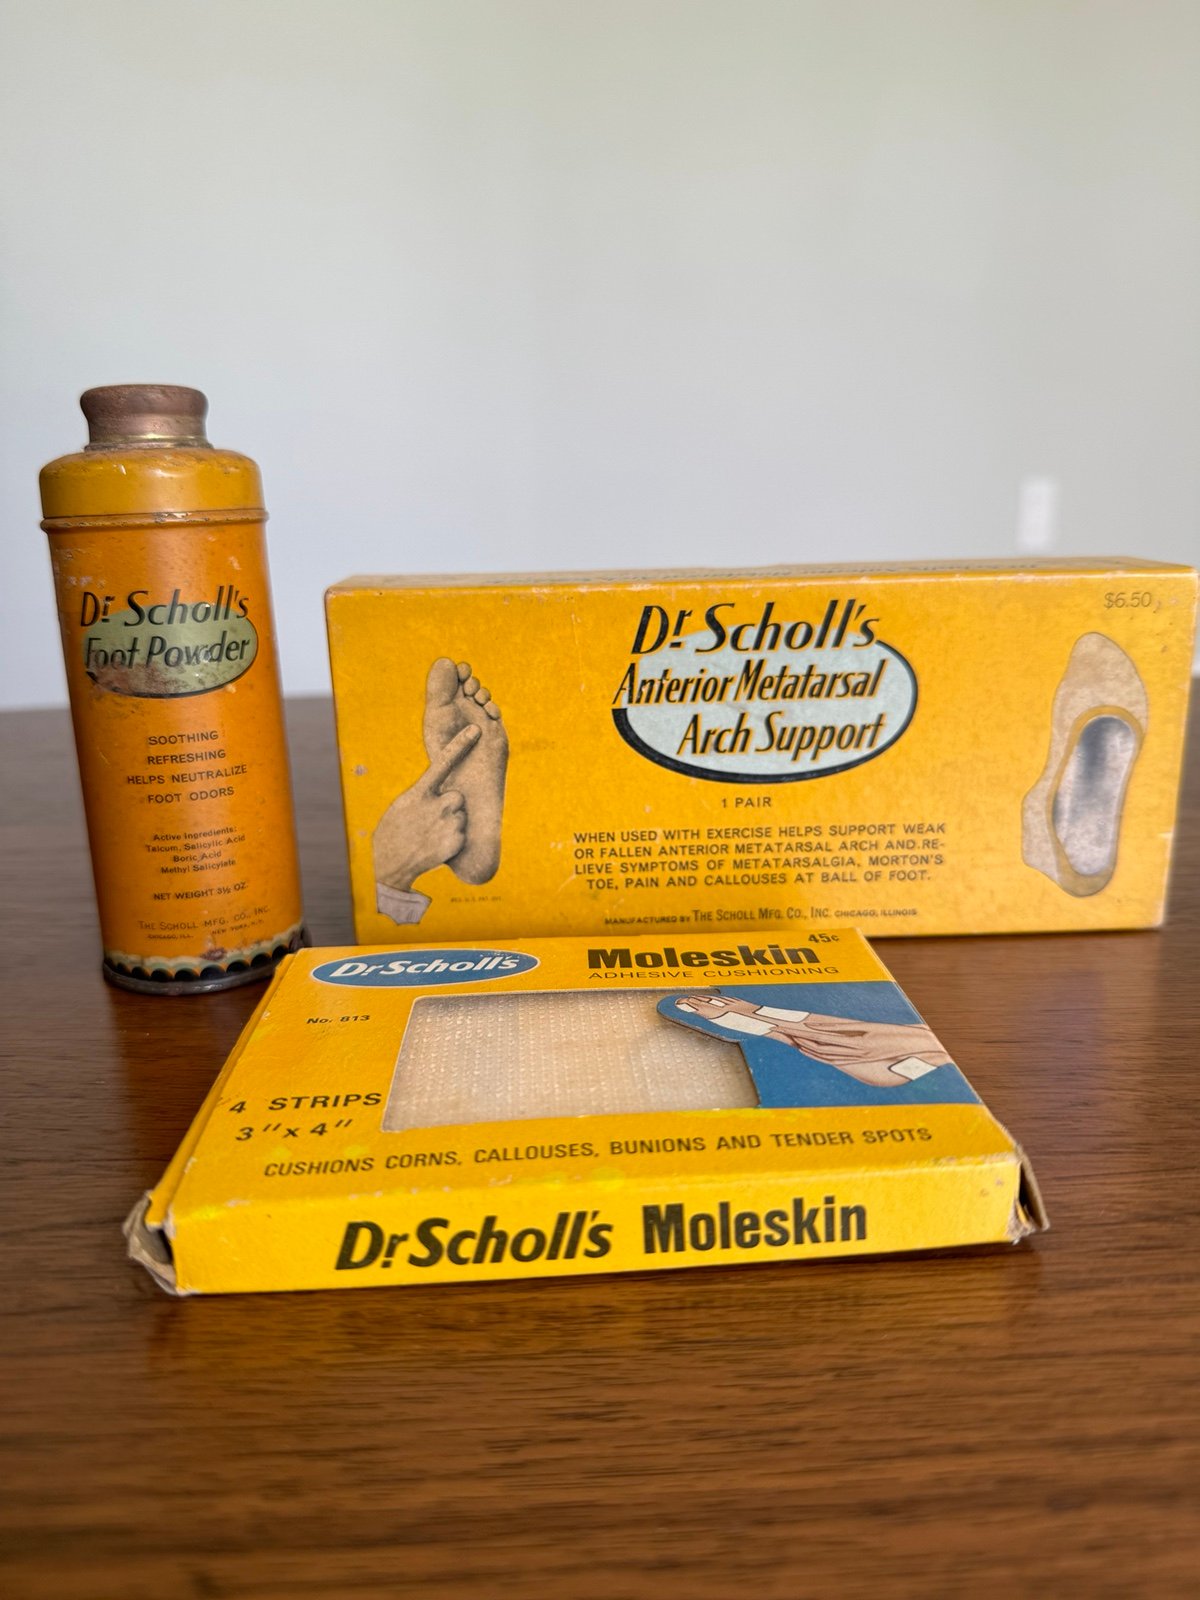 Dr. Scholl's
Foot Powder
SOOTHING
REFRESHING
HELPS NEUTRALIZE
FOOT ODORS
Active Ingredients:
Talcum, Salicylic Acid
Boric Acid
Methyl Salicylate
NET WEIGHT 3½ OZ.
THE SCHOLL MFG. CO., INC.
CHICAGO, ILL. NEW YORK, N.Y.
$6.50
Dr. Scholl's
Anterior Metatarsal
Arch Support
1 PAIR
WHEN USED WITH EXERCISE HELPS SUPPORT WEAK
OR FALLEN ANTERIOR METATARSAL ARCH AND RE-
LIEVE SYMPTOMS OF METATARSALGIA, MORTON'S
TOE, PAIN AND CALLOUSES AT BALL OF FOOT.
MANUFACTURED BY THE SCHOLL MFG. CO., INC. CHICAGO, ILLINOIS
Dr. Scholl's
Moleskin
45¢
ADHESIVE CUSHIONING
No. 813
4 STRIPS
3" x 4"
CUSHIONS CORNS, CALLOUSES, BUNIONS AND TENDER SPOTS
Dr. Scholl's Moleskin